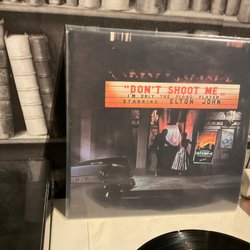 "DON'T SHOOT ME
I'M ONLY THE PIANO PLAYER"
STARRING ELTON JOHN